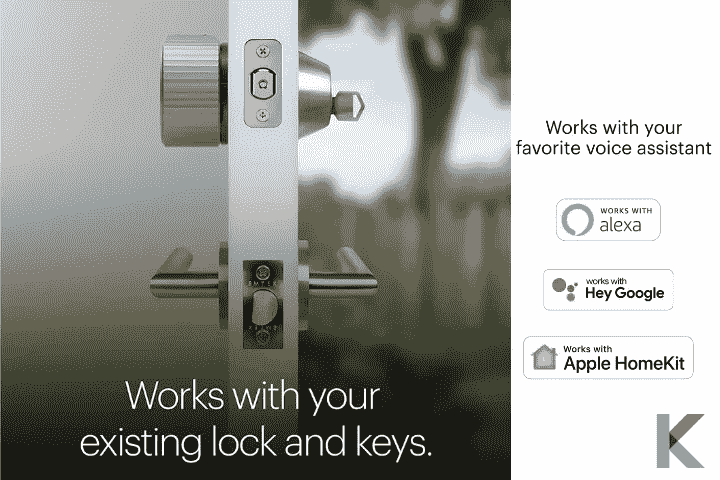 Works with your
existing lock and keys.
Works with your
favorite voice assistant
WORKS WITH
alexa
works with
Hey Google
Works with
Apple HomeKit
K